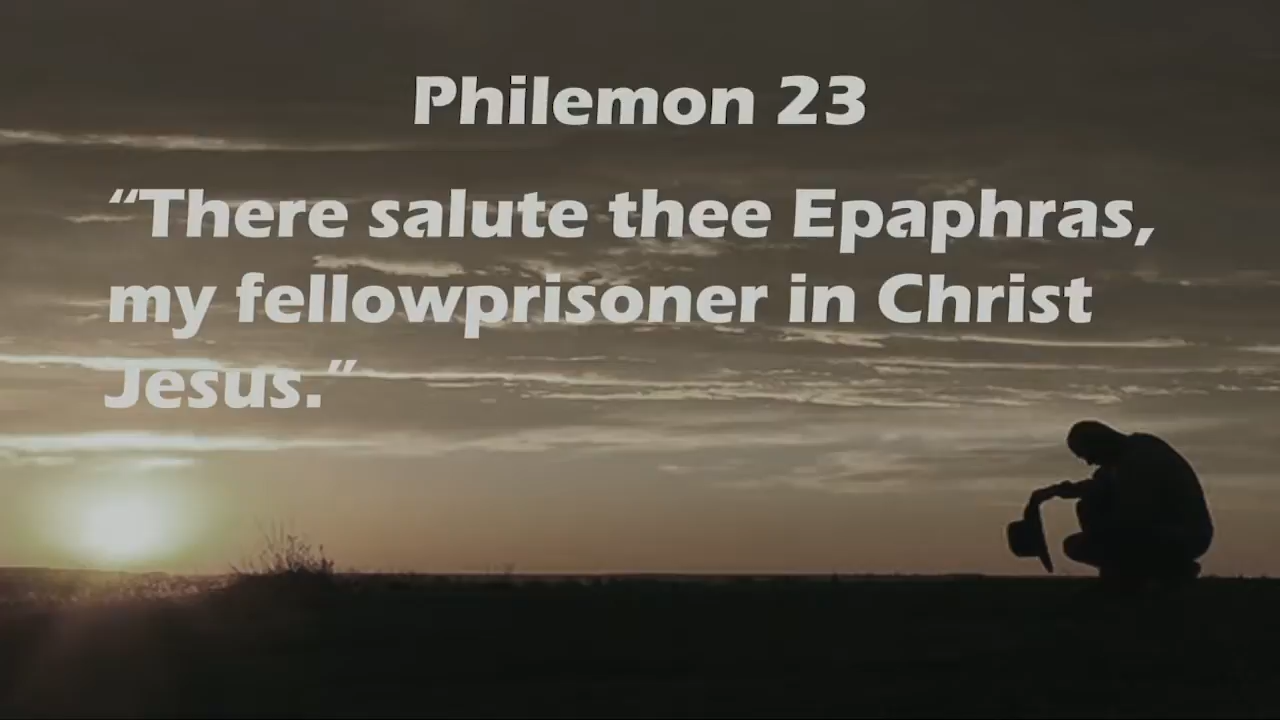 Philemon 23
“There salute thee Epaphras,
my fellowprisoner in Christ
Jesus.”